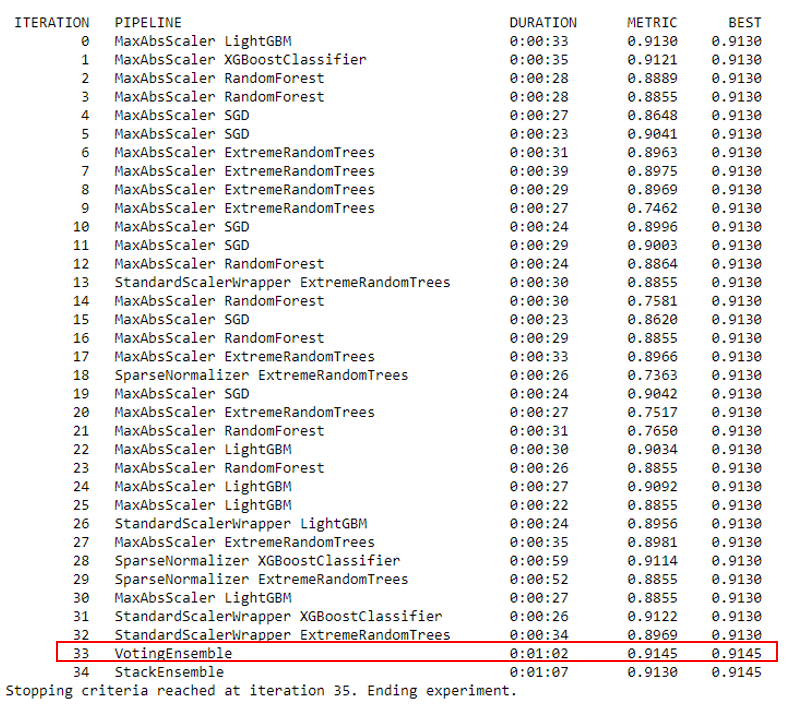 ITERATION PIPELINE DURATION METRIC BEST
0 MaxAbsScaler LightGBM 0:00:33 0.9130 0.9130
1 MaxAbsScaler XGBoostClassifier 0:00:35 0.9121 0.9130
2 MaxAbsScaler RandomForest 0:00:28 0.8889 0.9130
3 MaxAbsScaler RandomForest 0:00:28 0.8855 0.9130
4 MaxAbsScaler SGD 0:00:27 0.8648 0.9130
5 MaxAbsScaler SGD 0:00:23 0.9041 0.9130
6 MaxAbsScaler ExtremeRandomTrees 0:00:31 0.8963 0.9130
7 MaxAbsScaler ExtremeRandomTrees 0:00:39 0.8975 0.9130
8 MaxAbsScaler ExtremeRandomTrees 0:00:29 0.8969 0.9130
9 MaxAbsScaler ExtremeRandomTrees 0:00:27 0.7462 0.9130
10 MaxAbsScaler SGD 0:00:24 0.8996 0.9130
11 MaxAbsScaler SGD 0:00:29 0.9003 0.9130
12 MaxAbsScaler RandomForest 0:00:24 0.8864 0.9130
13 StandardScalerWrapper ExtremeRandomTrees 0:00:30 0.8855 0.9130
14 MaxAbsScaler RandomForest 0:00:30 0.7581 0.9130
15 MaxAbsScaler SGD 0:00:23 0.8620 0.9130
16 MaxAbsScaler RandomForest 0:00:29 0.8855 0.9130
17 MaxAbsScaler ExtremeRandomTrees 0:00:33 0.8966 0.9130
18 SparseNormalizer ExtremeRandomTrees 0:00:26 0.7363 0.9130
19 MaxAbsScaler SGD 0:00:24 0.9042 0.9130
20 MaxAbsScaler ExtremeRandomTrees 0:00:27 0.7517 0.9130
21 MaxAbsScaler RandomForest 0:00:31 0.7650 0.9130
22 MaxAbsScaler LightGBM 0:00:30 0.9034 0.9130
23 MaxAbsScaler RandomForest 0:00:26 0.8855 0.9130
24 MaxAbsScaler LightGBM 0:00:27 0.9092 0.9130
25 MaxAbsScaler LightGBM 0:00:22 0.8855 0.9130
26 StandardScalerWrapper LightGBM 0:00:24 0.8956 0.9130
27 MaxAbsScaler ExtremeRandomTrees 0:00:35 0.8981 0.9130
28 SparseNormalizer XGBoostClassifier 0:00:59 0.9114 0.9130
29 SparseNormalizer ExtremeRandomTrees 0:00:52 0.8855 0.9130
30 MaxAbsScaler LightGBM 0:00:27 0.8855 0.9130
31 StandardScalerWrapper XGBoostClassifier 0:00:26 0.9122 0.9130
32 StandardScalerWrapper ExtremeRandomTrees 0:00:34 0.8969 0.9130
33 VotingEnsemble 0:01:02 0.9145 0.9145
34 StackEnsemble 0:01:07 0.9130 0.9145
Stopping criteria reached at iteration 35. Ending experiment.